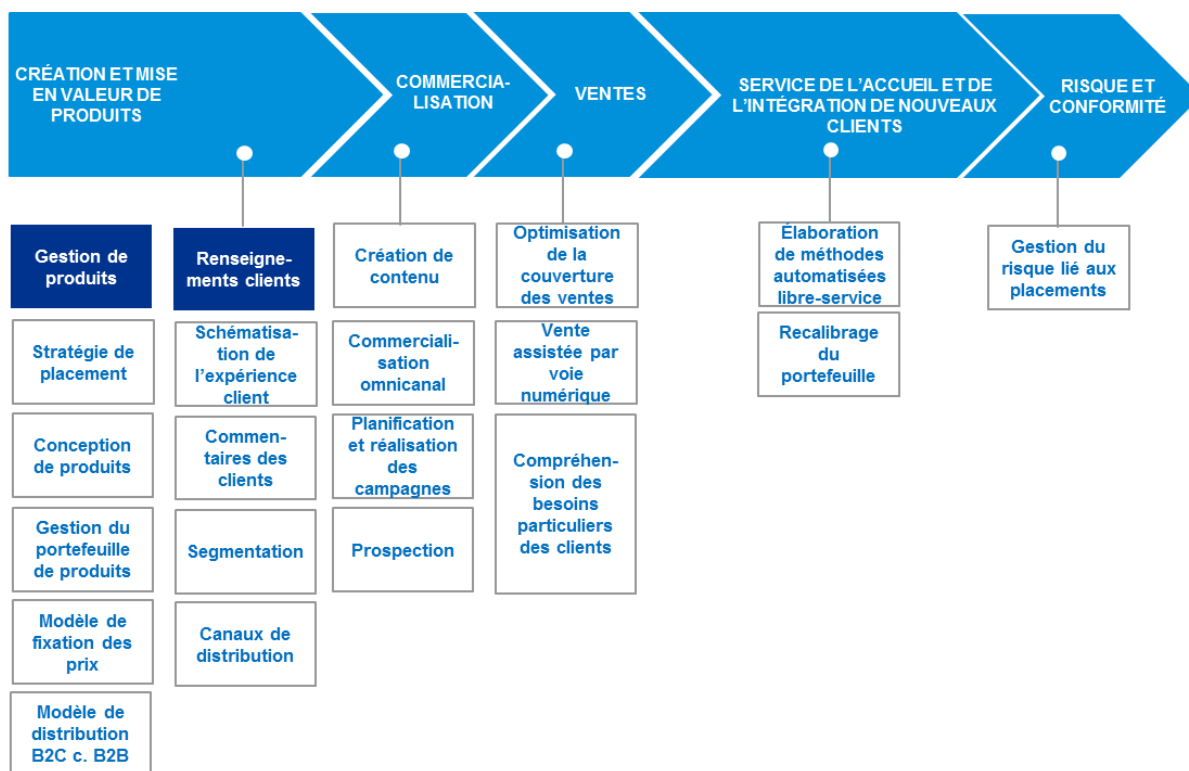 CRÉATION ET MISE
EN VALEUR DE
PRODUITS
COMMERCIA-
LISATION
VENTES
SERVICE DE L'ACCUEIL ET DE
L'INTÉGRATION DE NOUVEAUX
CLIENTS
RISQUE ET
CONFORMITÉ
Gestion de
produits
Stratégie de
placement
Conception
de produits
Gestion du
portefeuille
de produits
Modèle de
fixation des
prix
Modèle de
distribution
B2C c. B2B
Renseigne-
ments clients
Schématisa-
tion de
l'expérience
client
Commen-
taires des
clients
Segmentation
Canaux de
distribution
Création de
contenu
Commerciali-
sation
omnicanal
Planification
et réalisation
des
campagnes
Prospection
Optimisation
de la
couverture
des ventes
Vente
assistée par
voie
numérique
Compréhen-
sion des
besoins
particuliers
des clients
Élaboration
de méthodes
automatisées
libre-service
Recalibrage
du
portefeuille
Gestion du
risque lié aux
placements